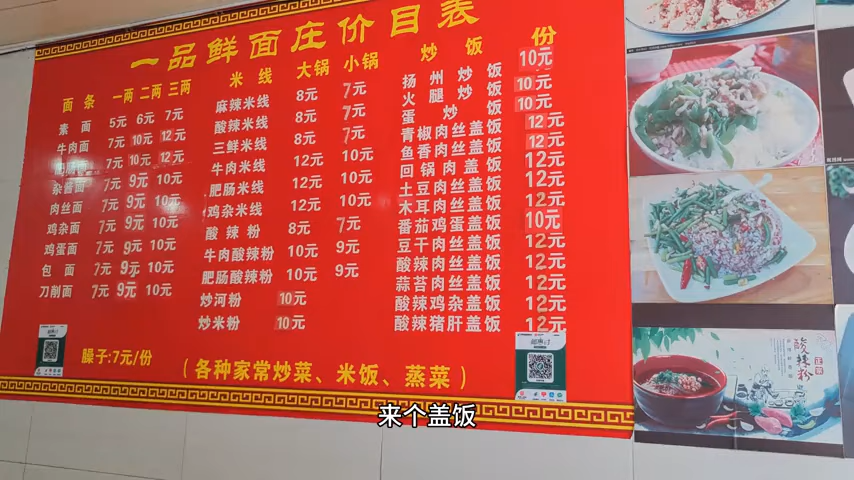 一品鲜面庄价目表
面条 一两 二两 三两
素面 5元 6元 7元
牛肉面 7元 10元 12元
肥肠面 7元 10元 12元
杂酱面 7元 9元 10元
肉丝面 7元 9元 10元
鸡杂面 7元 9元 10元
鸡蛋面 7元 9元 10元
包面 7元 9元 10元
刀削面 7元 9元 10元
臊子:7元/份
米线 大锅 小锅
麻辣米线 8元 7元
酸辣米线 8元 7元
三鲜米线 8元 7元
牛肉米线 12元 10元
肥肠米线 12元 10元
鸡杂米线 12元 10元
酸辣粉 8元 7元
牛肉酸辣粉 10元 9元
肥肠酸辣粉 10元 9元
炒河粉 10元
炒米粉 10元
炒饭 份
扬州炒饭 10元
火腿炒饭 10元
蛋炒饭 10元
青椒肉丝盖饭 12元
鱼香肉丝盖饭 12元
回锅肉盖饭 12元
土豆肉丝盖饭 12元
木耳肉丝盖饭 12元
番茄鸡蛋盖饭 10元
豆干肉丝盖饭 12元
酸辣肉丝盖饭 12元
蒜苔肉丝盖饭 12元
酸辣鸡杂盖饭 12元
酸辣猪肝盖饭 12元
(各种家常炒菜、米饭、蒸菜)
酸辣粉
正宗
来个盖饭